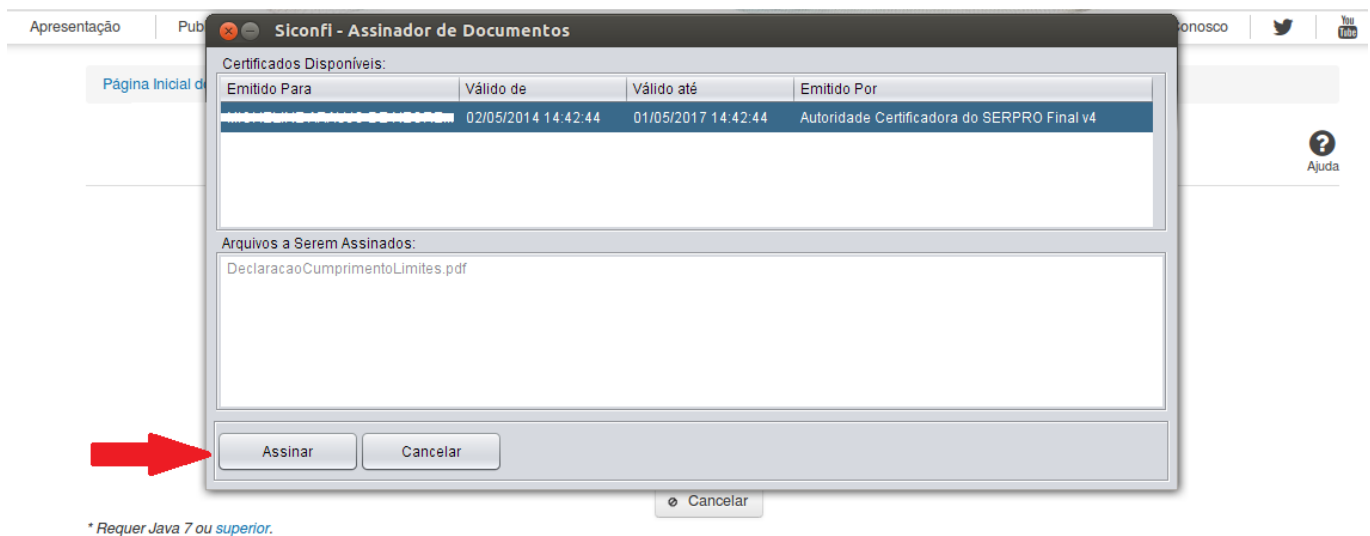 Apresentação
Pub
Siconfi - Assinador de Documentos
Conosco
You Tube
Página Inicial d
Certificados Disponíveis:
Emitido Para Válido de Válido até Emitido Por
02/05/2014 14:42:44 01/05/2017 14:42:44 Autoridade Certificadora do SERPRO Final v4
Ajuda
Arquivos a Serem Assinados:
DeclaracaoCumprimentoLimites.pdf
Assinar Cancelar
Cancelar
* Requer Java 7 ou superior.